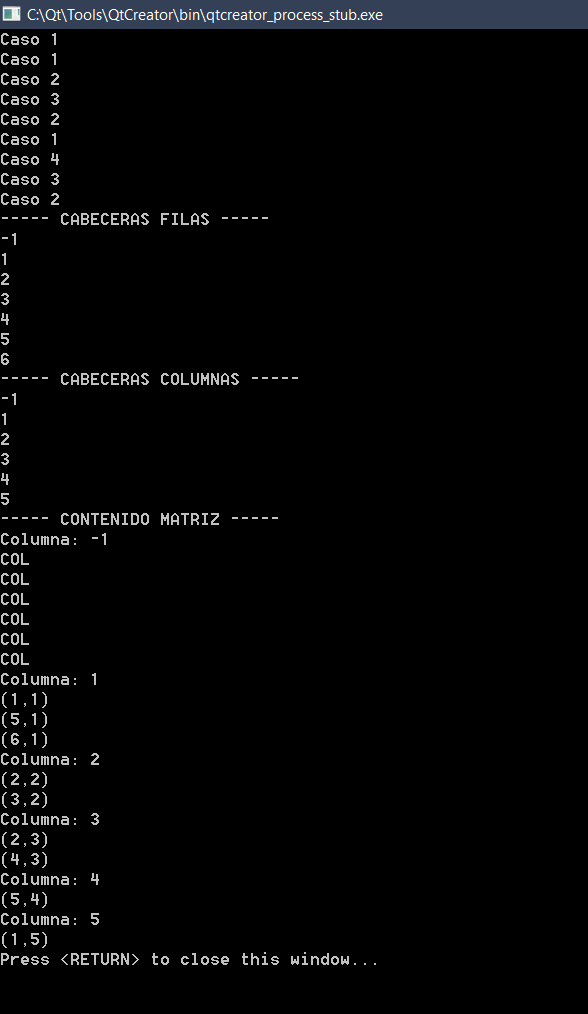 C:\Qt\Tools\QtCreator\bin\qtcreator_process_stub.exe
Caso 1
Caso 1
Caso 2
Caso 3
Caso 2
Caso 1
Caso 4
Caso 3
Caso 2
----- CABECERAS FILAS -----
-1
1
2
3
4
5
6
----- CABECERAS COLUMNAS -----
-1
1
2
3
4
5
----- CONTENIDO MATRIZ -----
Columna: -1
COL
COL
COL
COL
COL
COL
Columna: 1
(1,1)
(5,1)
(6,1)
Columna: 2
(2,2)
(3,2)
Columna: 3
(2,3)
(4,3)
Columna: 4
(5,4)
Columna: 5
(1,5)
Press <RETURN> to close this window...